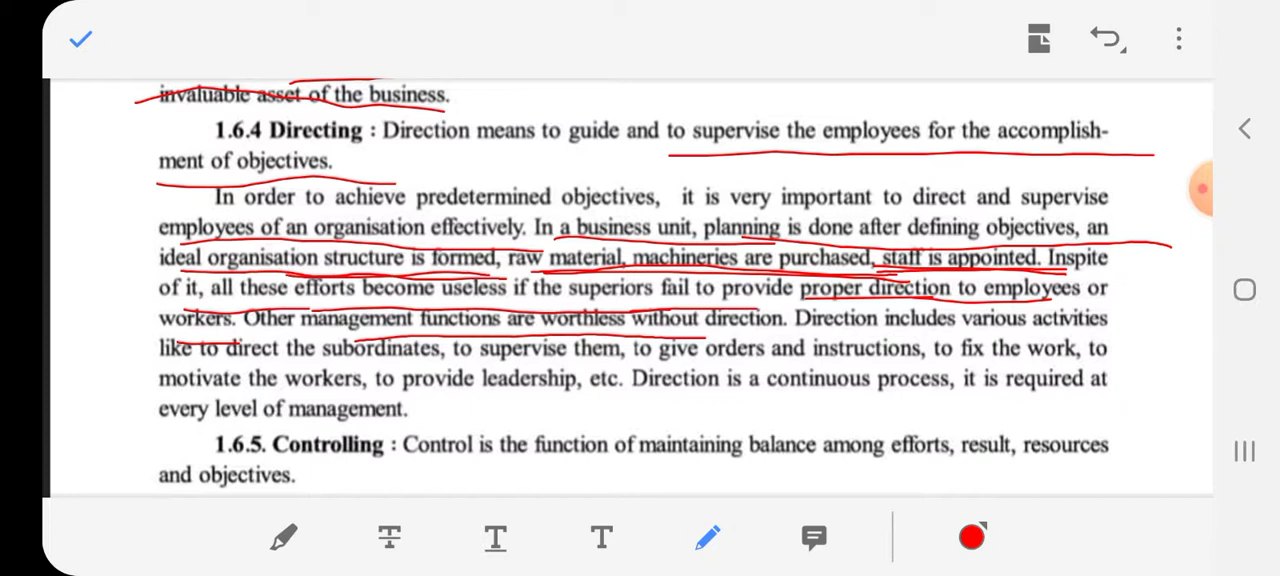 invaluable asset of the business.
1.6.4 Directing : Direction means to guide and to supervise the employees for the accomplish-
ment of objectives.
In order to achieve predetermined objectives, it is very important to direct and supervise
employees of an organisation effectively. In a business unit, planning is done after defining objectives, an
ideal organisation structure is formed, raw material, machineries are purchased, staff is appointed. Inspite
of it, all these efforts become useless if the superiors fail to provide proper direction to employees or
workers. Other management functions are worthless without direction. Direction includes various activities
like to direct the subordinates, to supervise them, to give orders and instructions, to fix the work, to
motivate the workers, to provide leadership, etc. Direction is a continuous process, it is required at
every level of management.
1.6.5. Controlling : Control is the function of maintaining balance among efforts, result, resources
and objectives.
T T T